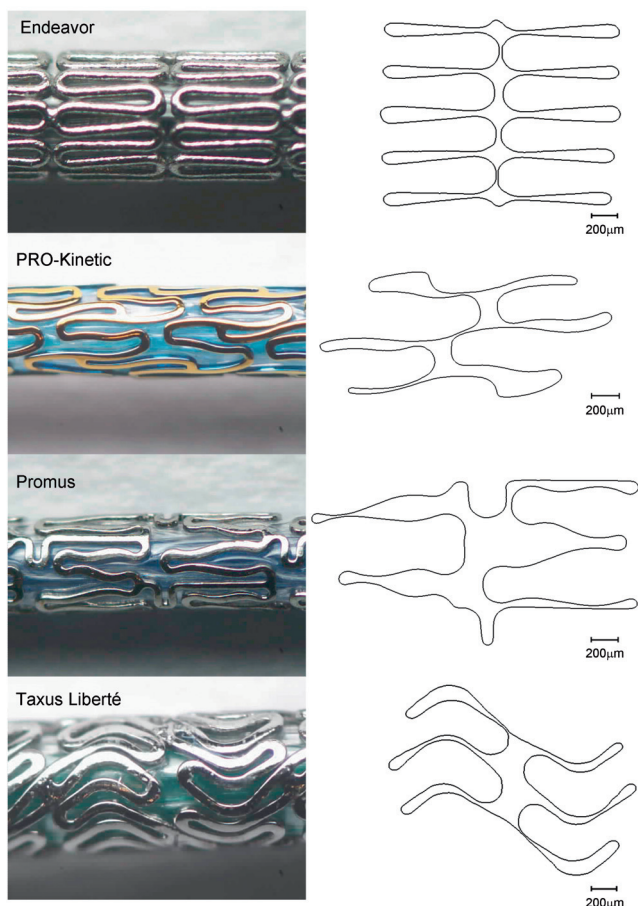 Endeavor
200μm
PRO-Kinetic
200μm
Promus
200μm
Taxus Liberté
200μm